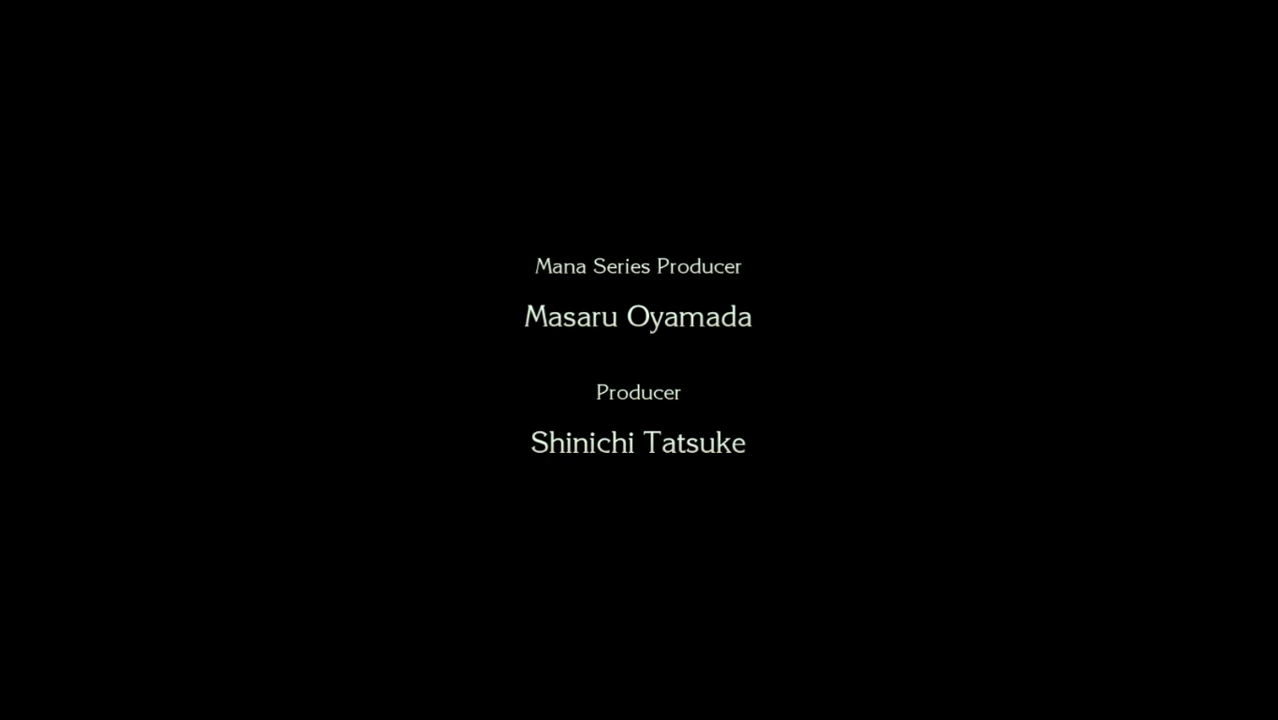 Mana Series Producer
Masaru Oyamada
Producer
Shinichi Tatsuke